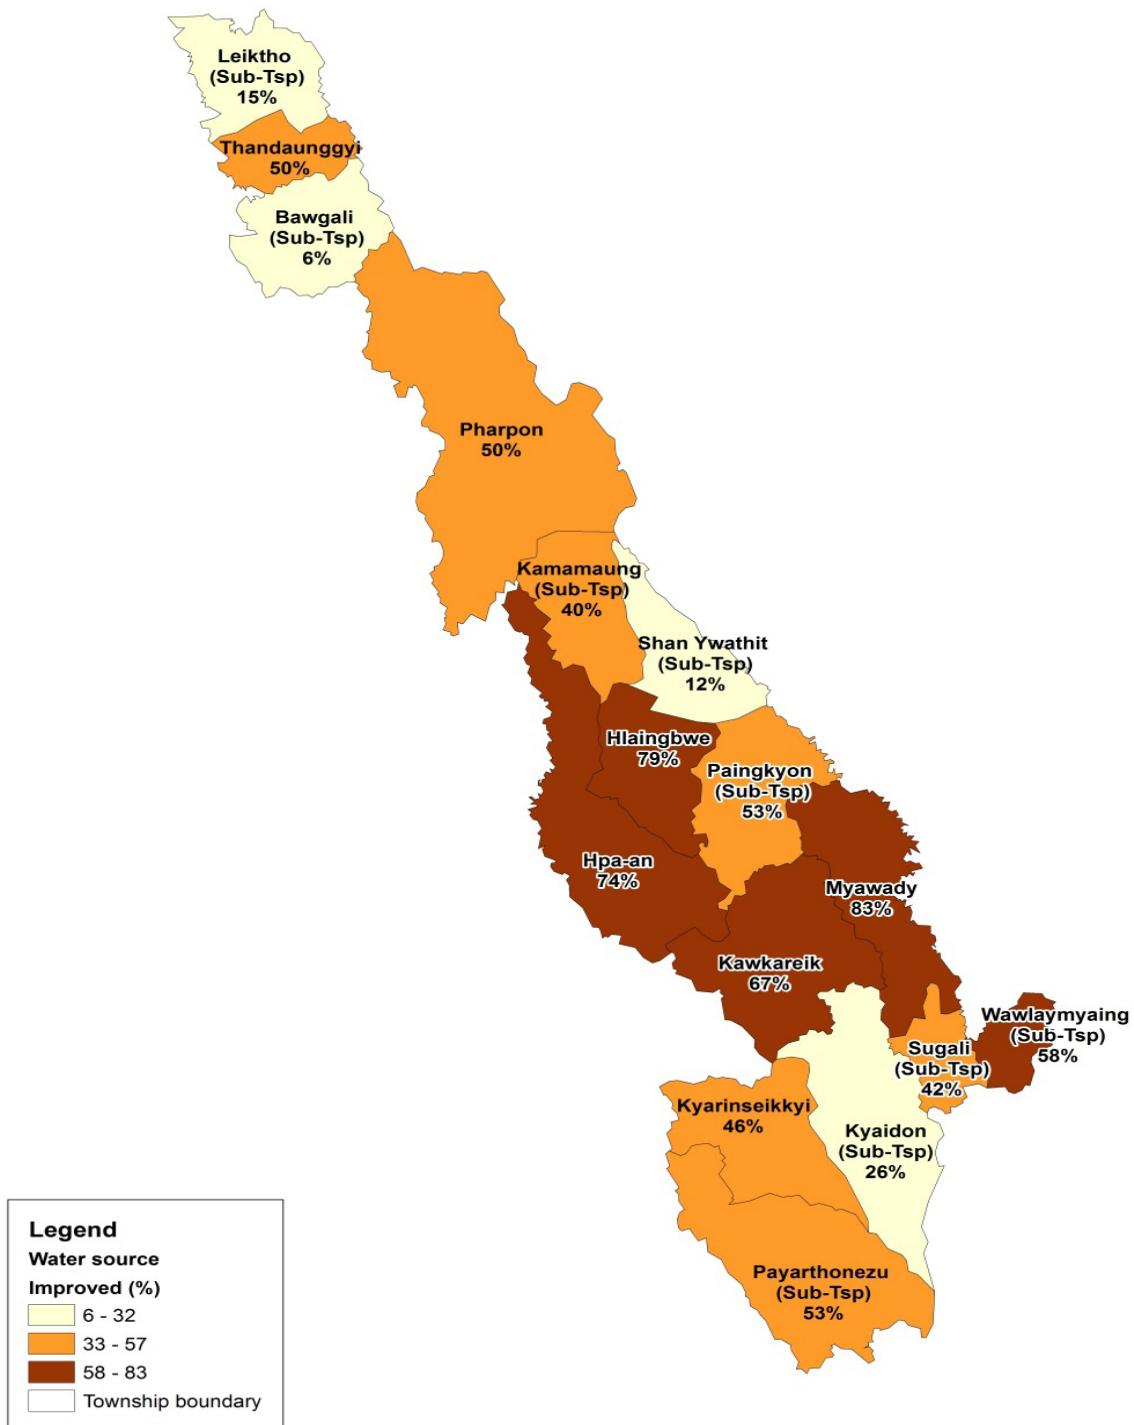 Leiktho
(Sub-Tsp)
15%
Thandaunggyi
50%
Bawgali
(Sub-Tsp)
6%
Pharpon
50%
Kamamaung
(Sub-Tsp)
40%
Shan Ywathit
(Sub-Tsp)
12%
Hlaingbwe
79%
Paingkyon
(Sub-Tsp)
53%
Hpa-an
74%
Myawady
83%
Kawkareik
67%
Wawlaymyaing
(Sub-Tsp)
58%
Sugali
(Sub-Tsp)
42%
Kyarinseikkyi
46%
Kyaidon
(Sub-Tsp)
26%
Payarthonezu
(Sub-Tsp)
53%
Legend
Water source
Improved (%)
6 - 32
33 - 57
58 - 83
Township boundary